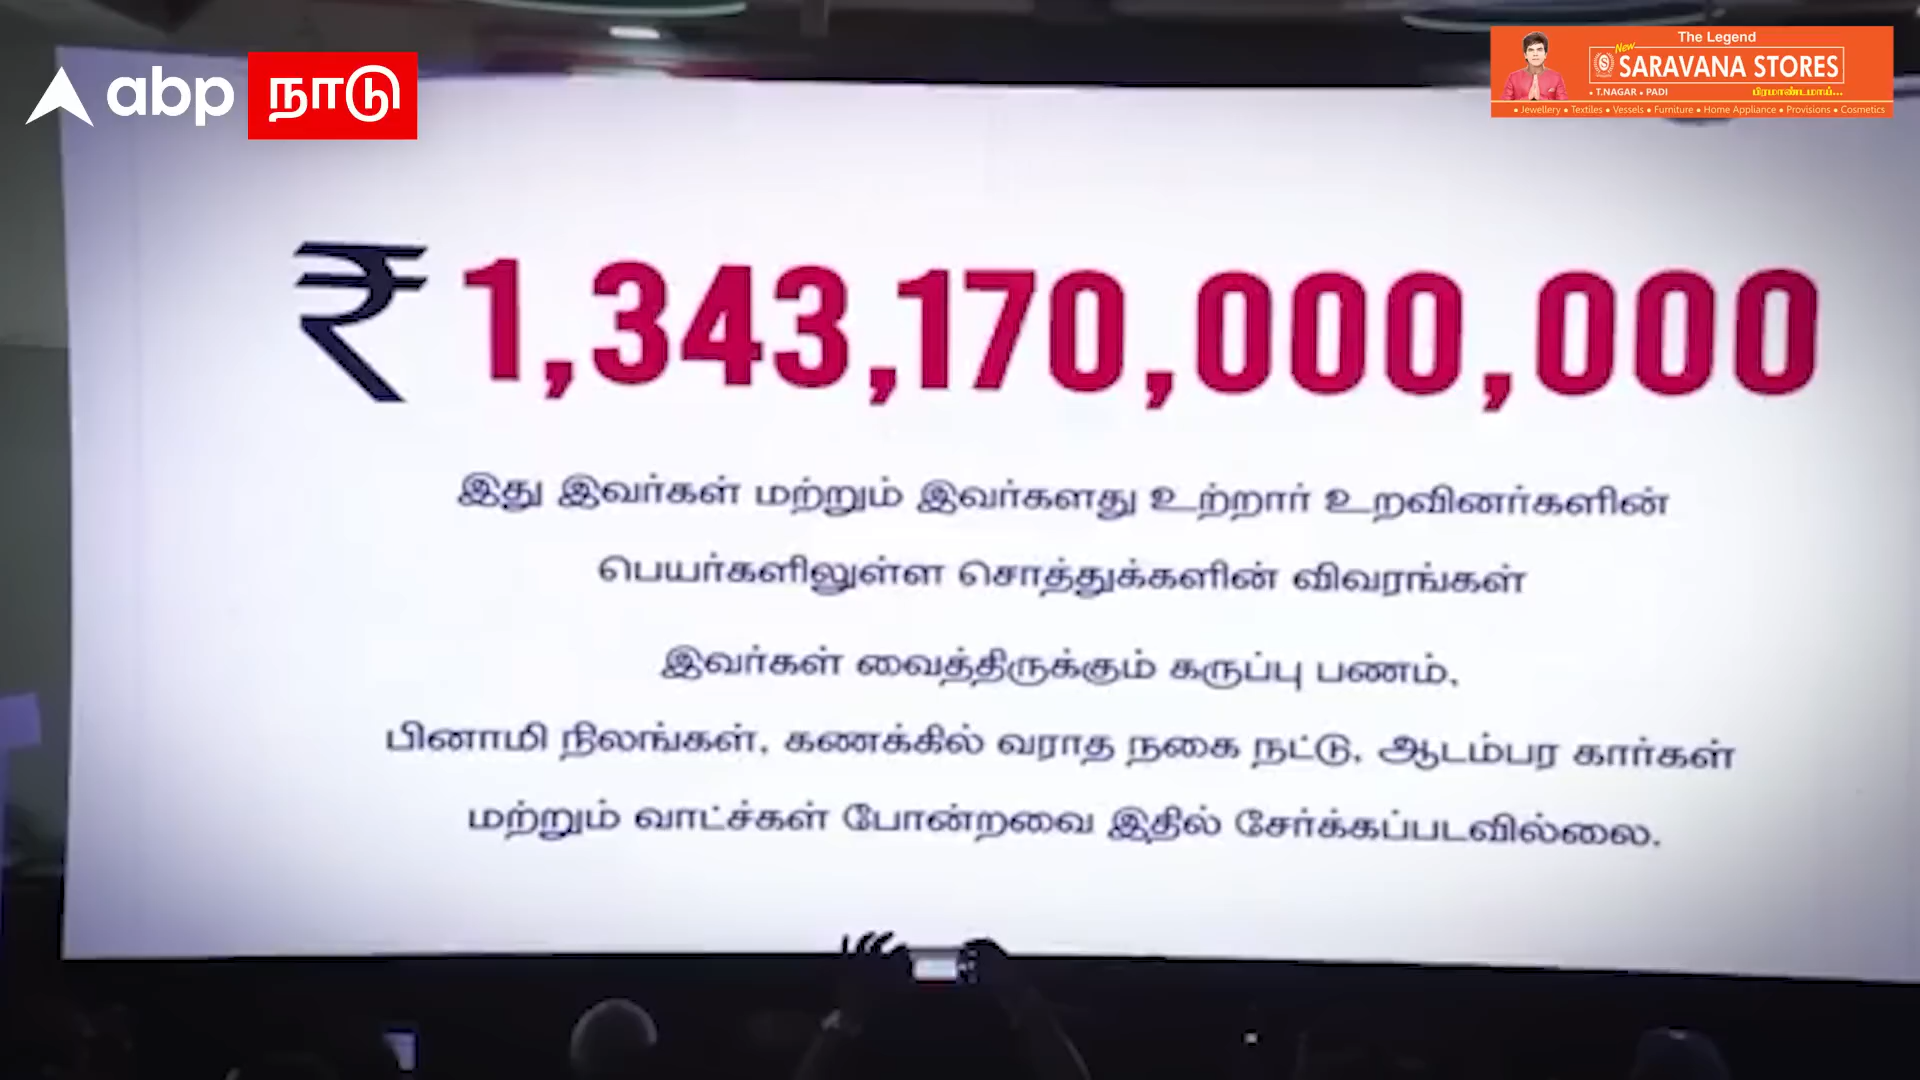 abp நாடு
The Legend
New
SARAVANA STORES
• T.NAGAR • PADI
பிரமாண்டமாய்...
• Jewellery • Textiles • Vessels • Furniture • Home Appliance • Provisions • Cosmetics
₹ 1,343,170,000,000
இது இவர்கள் மற்றும் இவர்களது உற்றார் உறவினர்களின்
பெயர்களிலுள்ள சொத்துக்களின் விவரங்கள்
இவர்கள் வைத்திருக்கும் கருப்பு பணம்,
பினாமி நிலங்கள், கணக்கில் வராத நகை நட்டு, ஆடம்பர கார்கள்
மற்றும் வாட்ச்கள் போன்றவை இதில் சேர்க்கப்படவில்லை.